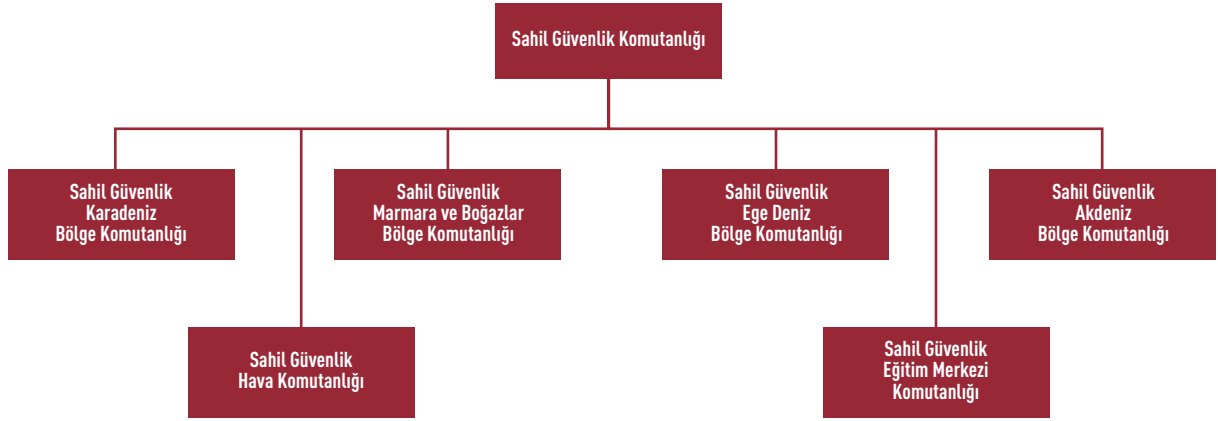 Sahil Güvenlik Komutanlığı
Sahil Güvenlik
Karadeniz
Bölge Komutanlığı
Sahil Güvenlik
Marmara ve Boğazlar
Bölge Komutanlığı
Sahil Güvenlik
Ege Deniz
Bölge Komutanlığı
Sahil Güvenlik
Akdeniz
Bölge Komutanlığı
Sahil Güvenlik
Hava Komutanlığı
Sahil Güvenlik
Eğitim Merkezi
Komutanlığı